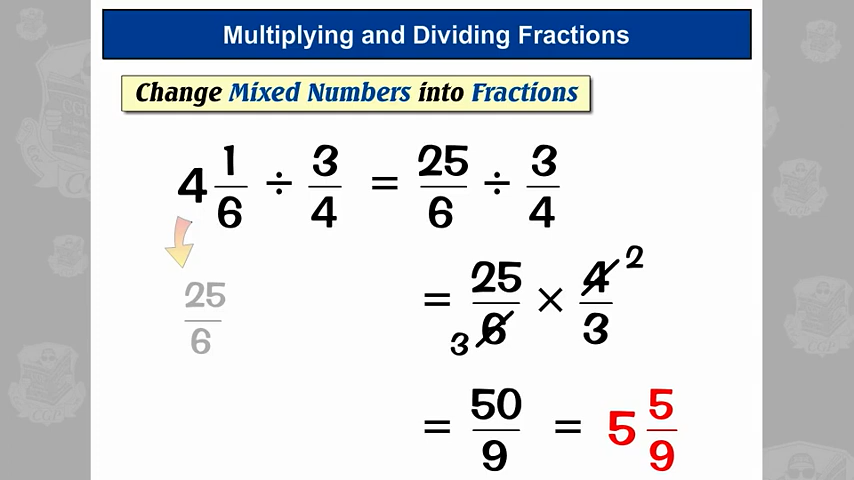 Multiplying and Dividing Fractions
Change Mixed Numbers into Fractions
4 1/6 ÷ 3/4 = 25/6 ÷ 3/4
25/6
= 25/6 × 4/3
2
3
= 50/9 = 5 5/9